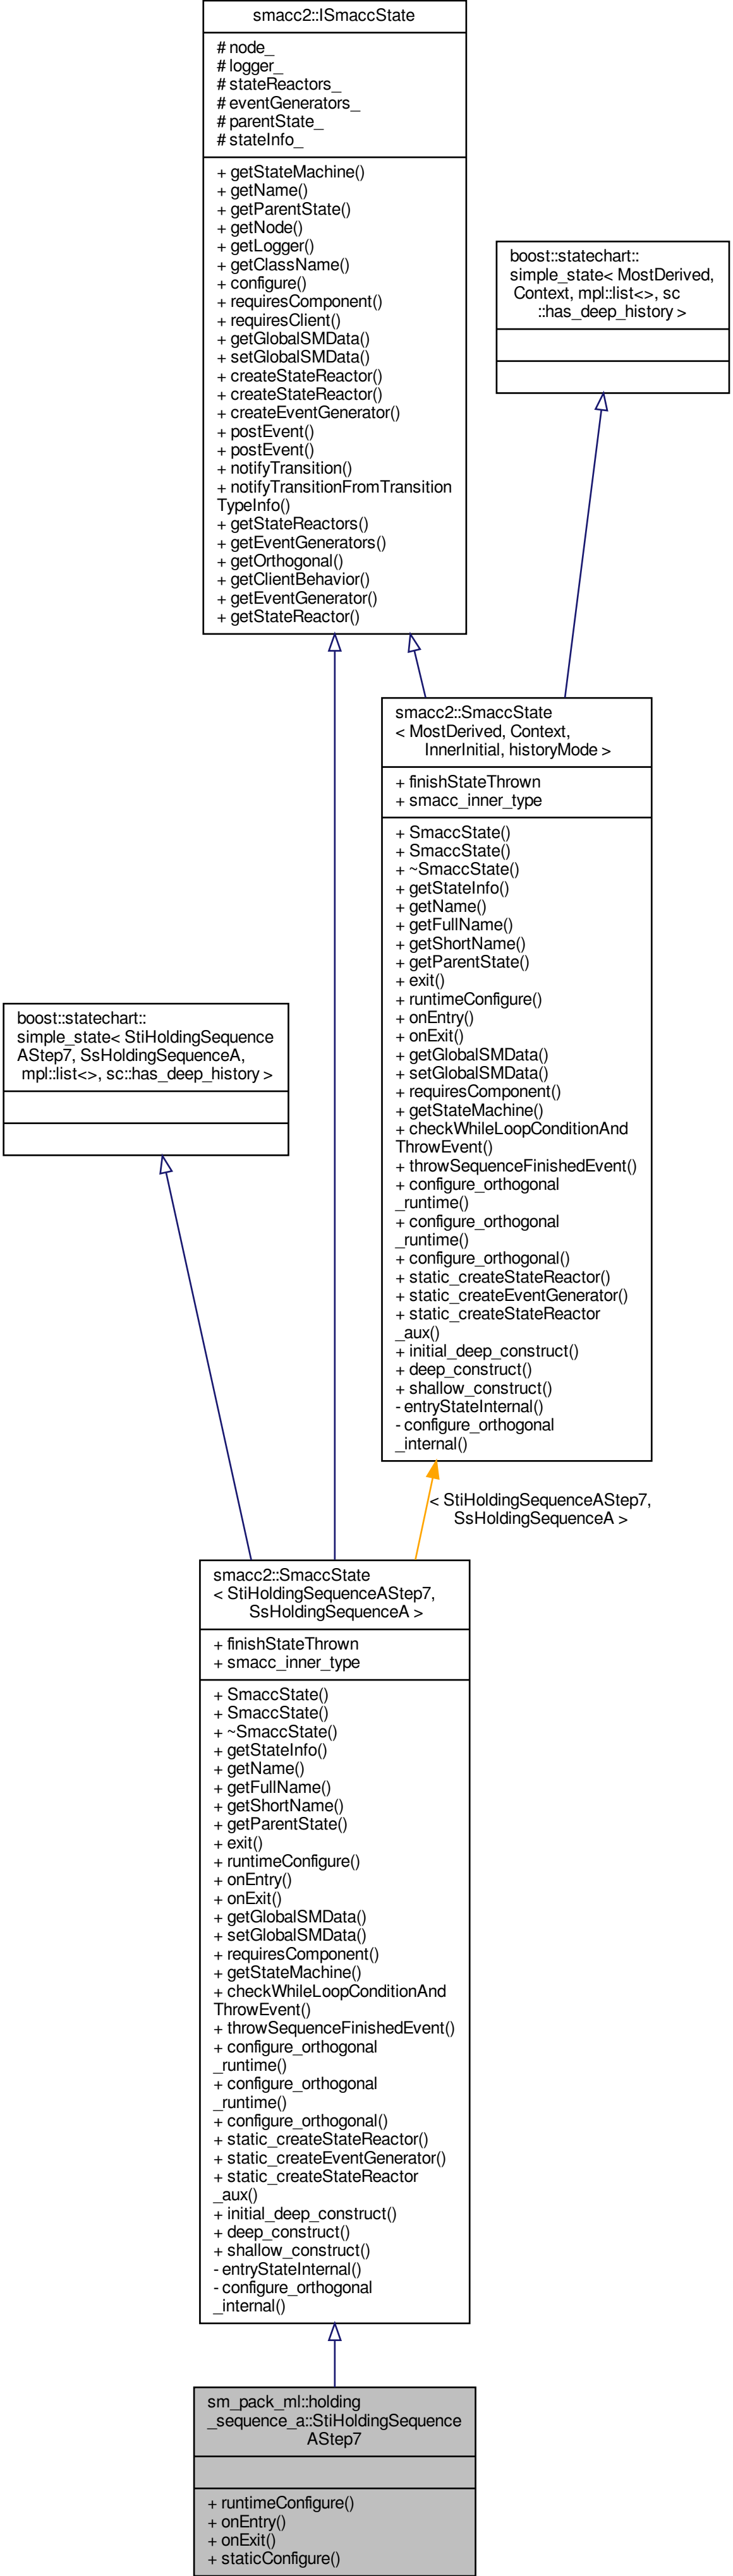 smacc2::ISmaccState
# node_
# logger_
# stateReactors_
# eventGenerators_
# parentState_
# stateInfo_
+ getStateMachine()
+ getName()
+ getParentState()
+ getNode()
+ getLogger()
+ getClassName()
+ configure()
+ requiresComponent()
+ requiresClient()
+ getGlobalSMData()
+ setGlobalSMData()
+ createStateReactor()
+ createStateReactor()
+ createEventGenerator()
+ postEvent()
+ postEvent()
+ notifyTransition()
+ notifyTransitionFromTransition
TypeInfo()
+ getStateReactors()
+ getEventGenerators()
+ getOrthogonal()
+ getClientBehavior()
+ getEventGenerator()
+ getStateReactor()
boost::statechart::
simple_state< MostDerived,
Context, mpl::list<>, sc
::has_deep_history >
smacc2::SmaccState
< MostDerived, Context,
InnerInitial, historyMode >
+ finishStateThrown
+ smacc_inner_type
+ SmaccState()
+ SmaccState()
+ ~SmaccState()
+ getStateInfo()
+ getName()
+ getFullName()
+ getShortName()
+ getParentState()
+ exit()
+ runtimeConfigure()
+ onEntry()
+ onExit()
+ getGlobalSMData()
+ setGlobalSMData()
+ requiresComponent()
+ getStateMachine()
+ checkWhileLoopConditionAnd
ThrowEvent()
+ throwSequenceFinishedEvent()
+ configure_orthogonal
_runtime()
+ configure_orthogonal
_runtime()
+ configure_orthogonal()
+ static_createStateReactor()
+ static_createEventGenerator()
+ static_createStateReactor
_aux()
+ initial_deep_construct()
+ deep_construct()
+ shallow_construct()
- entryStateInternal()
- configure_orthogonal
_internal()
boost::statechart::
simple_state< StiHoldingSequence
AStep7, SsHoldingSequenceA,
mpl::list<>, sc::has_deep_history >
< StiHoldingSequenceAStep7,
SsHoldingSequenceA >
smacc2::SmaccState
< StiHoldingSequenceAStep7,
SsHoldingSequenceA >
+ finishStateThrown
+ smacc_inner_type
+ SmaccState()
+ SmaccState()
+ ~SmaccState()
+ getStateInfo()
+ getName()
+ getFullName()
+ getShortName()
+ getParentState()
+ exit()
+ runtimeConfigure()
+ onEntry()
+ onExit()
+ getGlobalSMData()
+ setGlobalSMData()
+ requiresComponent()
+ getStateMachine()
+ checkWhileLoopConditionAnd
ThrowEvent()
+ throwSequenceFinishedEvent()
+ configure_orthogonal
_runtime()
+ configure_orthogonal
_runtime()
+ configure_orthogonal()
+ static_createStateReactor()
+ static_createEventGenerator()
+ static_createStateReactor
_aux()
+ initial_deep_construct()
+ deep_construct()
+ shallow_construct()
- entryStateInternal()
- configure_orthogonal
_internal()
sm_pack_ml::holding
_sequence_a::StiHoldingSequence
AStep7
+ runtimeConfigure()
+ onEntry()
+ onExit()
+ staticConfigure()